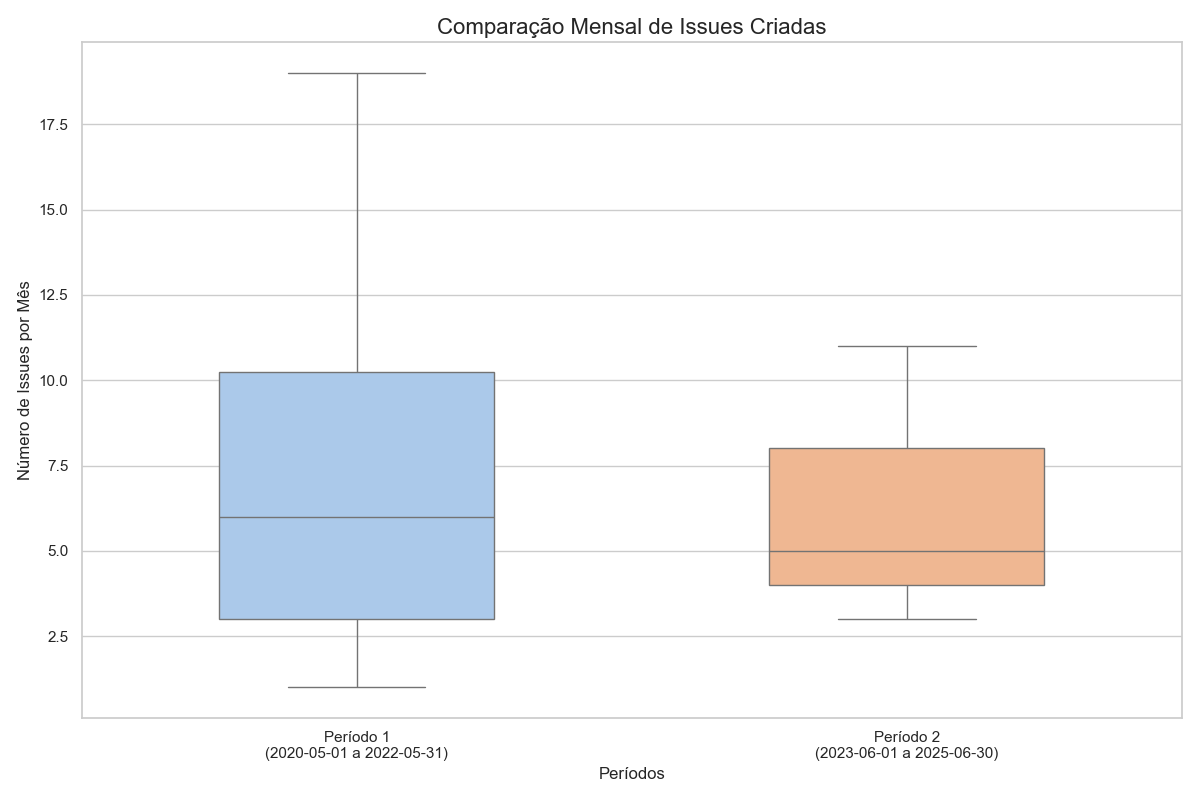 Comparação Mensal de Issues Criadas
Número de Issues por Mês
17.5
15.0
12.5
10.0
7.5
5.0
2.5
Período 1
(2020-05-01 a 2022-05-31)
Período 2
(2023-06-01 a 2025-06-30)
Períodos